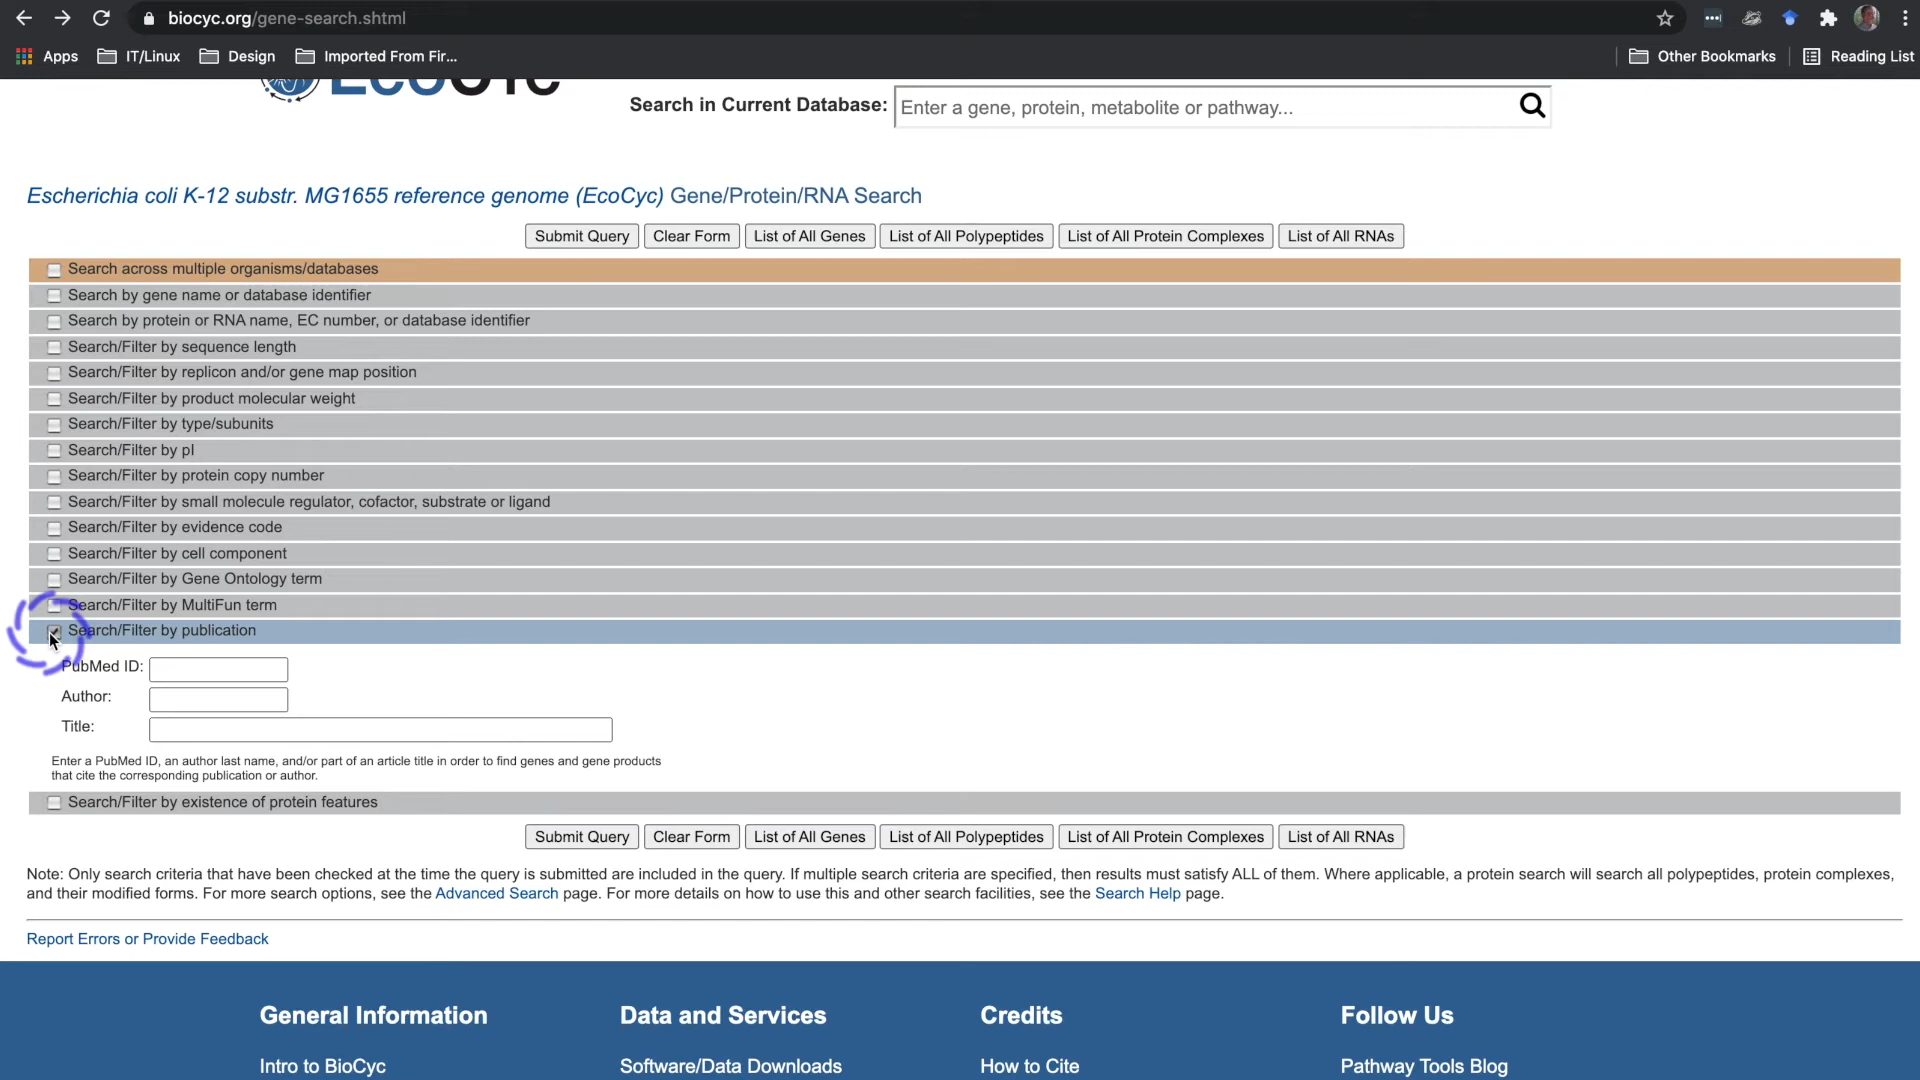 biocyc.org/gene-search.shtml
Apps IT/Linux Design Imported From Fir... Other Bookmarks Reading List
EcoCyc
Search in Current Database: Enter a gene, protein, metabolite or pathway...
Escherichia coli K-12 substr. MG1655 reference genome (EcoCyc) Gene/Protein/RNA Search
Submit Query Clear Form List of All Genes List of All Polypeptides List of All Protein Complexes List of All RNAs
Search across multiple organisms/databases
Search by gene name or database identifier
Search by protein or RNA name, EC number, or database identifier
Search/Filter by sequence length
Search/Filter by replicon and/or gene map position
Search/Filter by product molecular weight
Search/Filter by type/subunits
Search/Filter by pI
Search/Filter by protein copy number
Search/Filter by small molecule regulator, cofactor, substrate or ligand
Search/Filter by evidence code
Search/Filter by cell component
Search/Filter by Gene Ontology term
Search/Filter by MultiFun term
Search/Filter by publication
PubMed ID:
Author:
Title:
Enter a PubMed ID, an author last name, and/or part of an article title in order to find genes and gene products
that cite the corresponding publication or author.
Search/Filter by existence of protein features
Submit Query Clear Form List of All Genes List of All Polypeptides List of All Protein Complexes List of All RNAs
Note: Only search criteria that have been checked at the time the query is submitted are included in the query. If multiple search criteria are specified, then results must satisfy ALL of them. Where applicable, a protein search will search all polypeptides, protein complexes,
and their modified forms. For more search options, see the Advanced Search page. For more details on how to use this and other search facilities, see the Search Help page.
Report Errors or Provide Feedback
General Information Data and Services Credits Follow Us
Intro to BioCyc Software/Data Downloads How to Cite Pathway Tools Blog